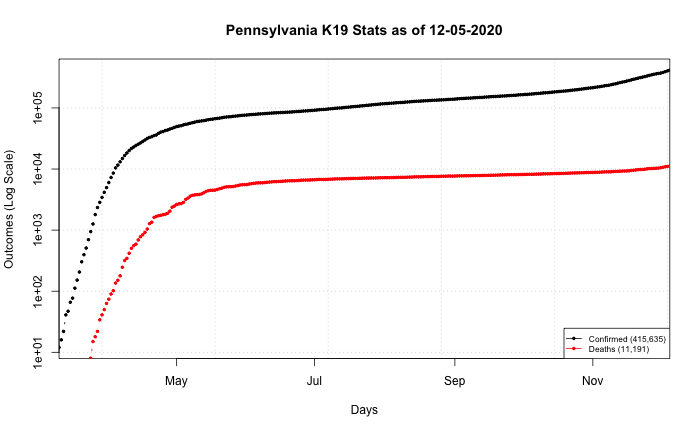 Pennsylvania K19 Stats as of 12-05-2020
Outcomes (Log Scale)
1e+05
1e+04
1e+03
1e+02
1e+01
Confirmed (415,635)
Deaths (11,191)
May Jul Sep Nov
Days